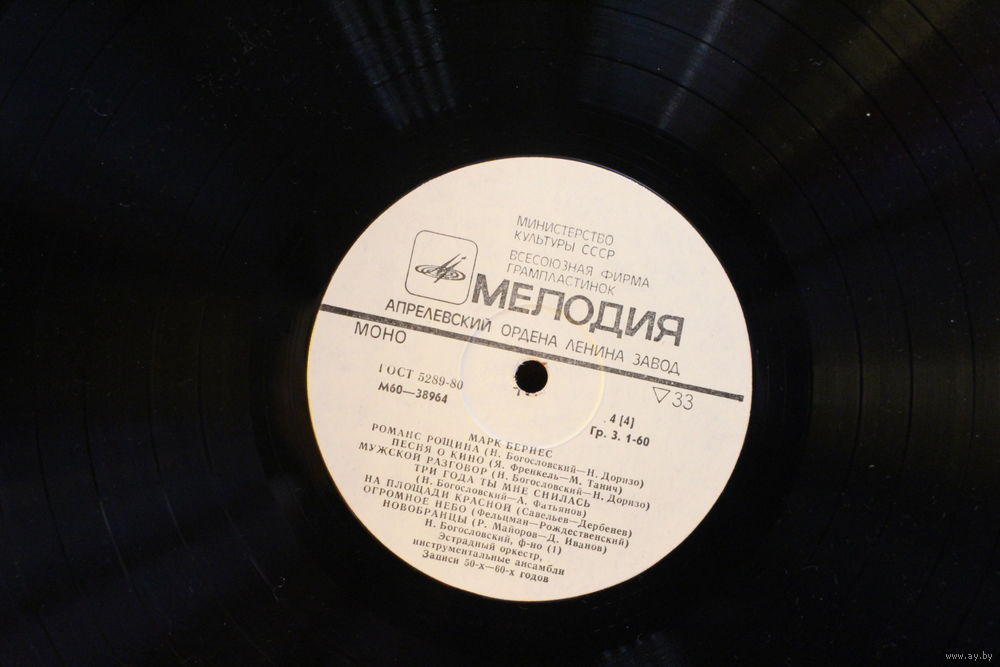 МИНИСТЕРСТВО
КУЛЬТУРЫ СССР
ВСЕСОЮЗНАЯ ФИРМА
ГРАМПЛАСТИНОК
МЕЛОДИЯ
АПРЕЛЕВСКИЙ ОРДЕНА ЛЕНИНА ЗАВОД
МОНО
33
ГОСТ 5289-80
М60—38964
4 [4]
Гр. 3. 1-60
МАРК БЕРНЕС
РОМАНС РОЩИНА (Н. Богословский—Н. Доризо)
ПЕСНЯ О КИНО (Я. Френкель—М. Танич)
МУЖСКОЙ РАЗГОВОР (Н. Богословский—Н. Доризо)
ТРИ ГОДА ТЫ МНЕ СНИЛАСЬ
(Н. Богословский—А. Фатьянов)
НА ПЛОЩАДИ КРАСНОЙ (Савельев—Дербенев)
ОГРОМНОЕ НЕБО (Фельцман—Рождественский)
НОВОБРАНЦЫ (Р. Майоров—Д. Иванов)
Н. Богословский, ф-но (1)
Эстрадный оркестр,
инструментальные ансамбли
Записи 50-х—60-х годов
www.ay.by